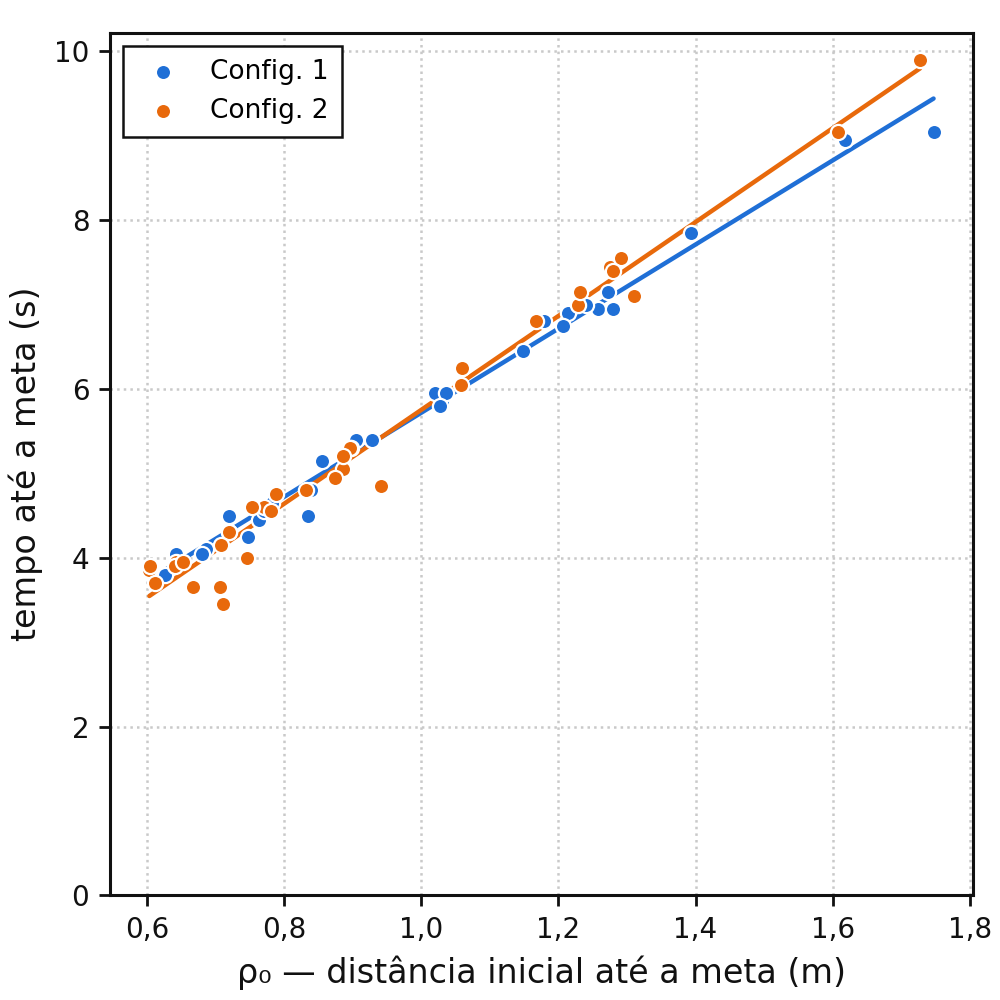 Config. 1
Config. 2
tempo até a meta (s)
10
8
6
4
2
0
0,6 0,8 1,0 1,2 1,4 1,6 1,8
ρ₀ — distância inicial até a meta (m)